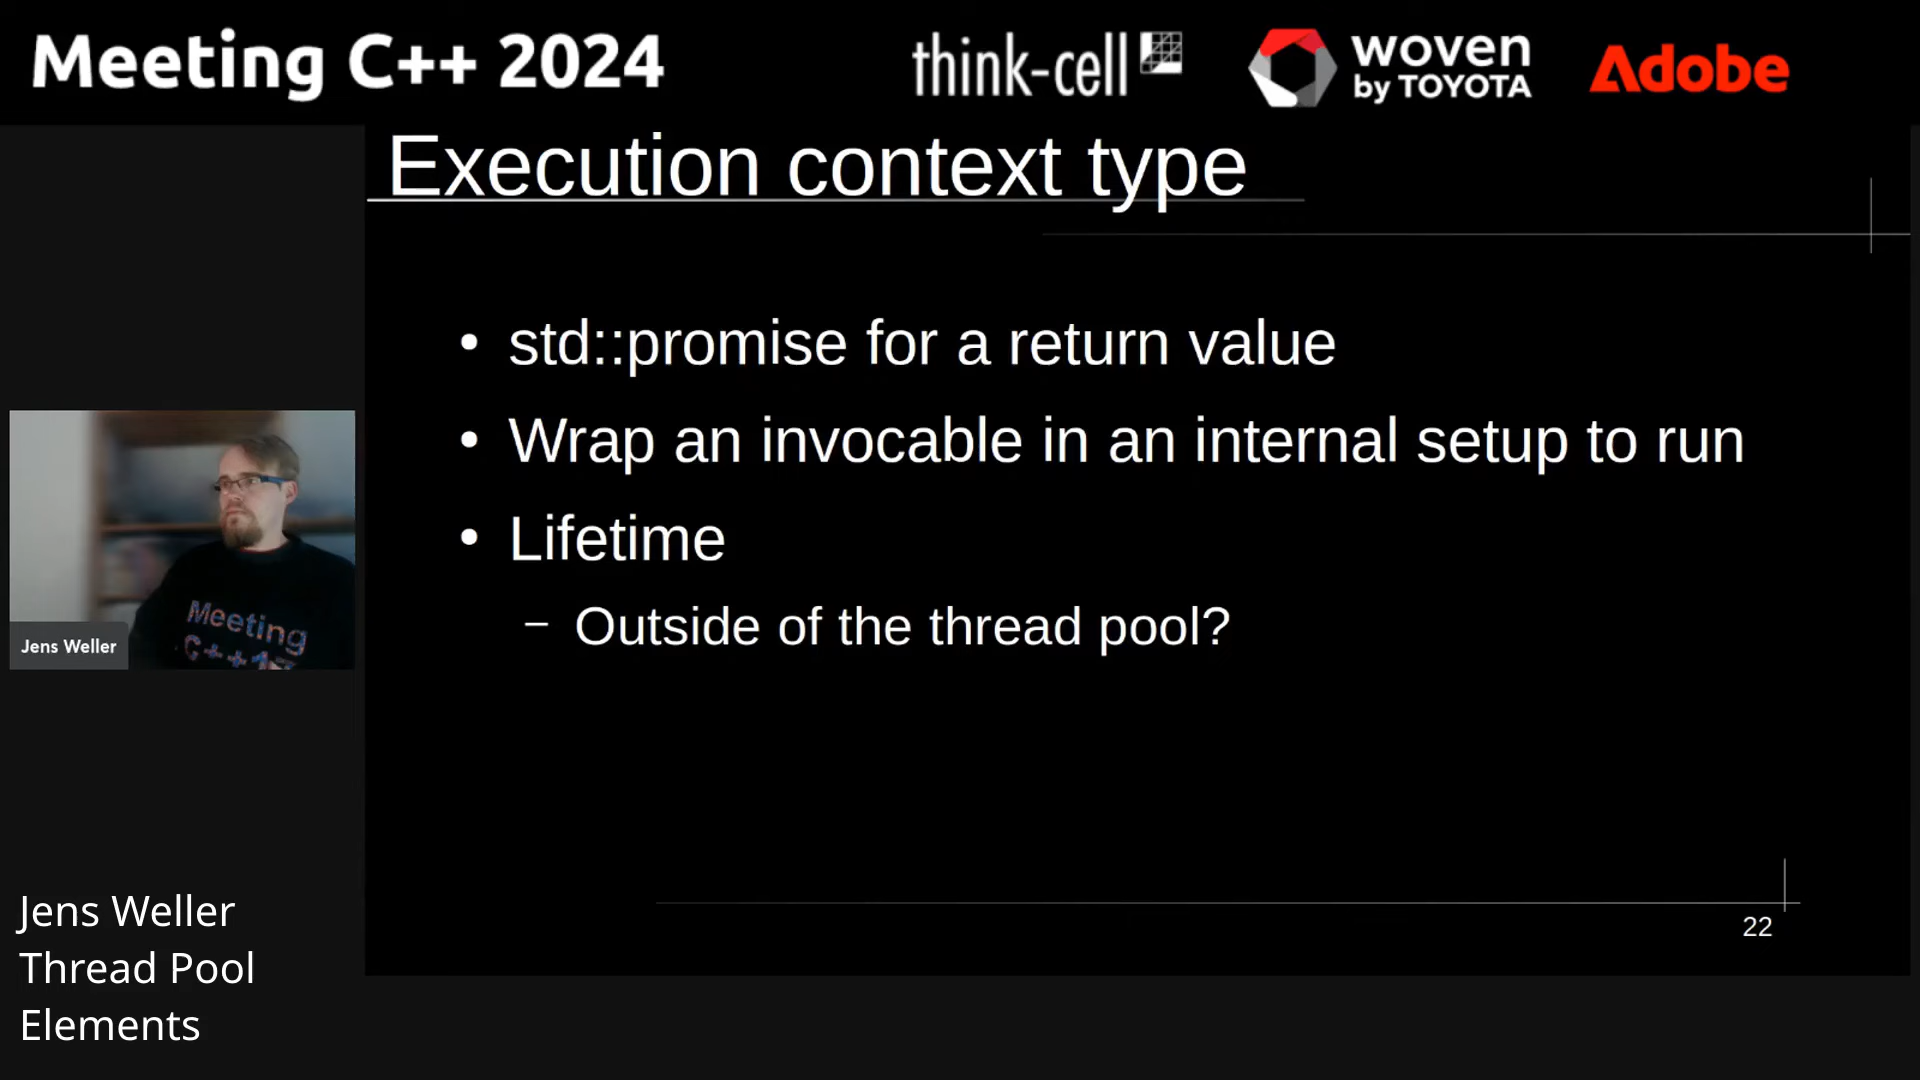 Meeting C++ 2024
think-cell
woven
by TOYOTA
Adobe
Execution context type
• std::promise for a return value
• Wrap an invocable in an internal setup to run
• Lifetime
– Outside of the thread pool?
22
Meeting
Jens Weller
Jens Weller
Thread Pool
Elements